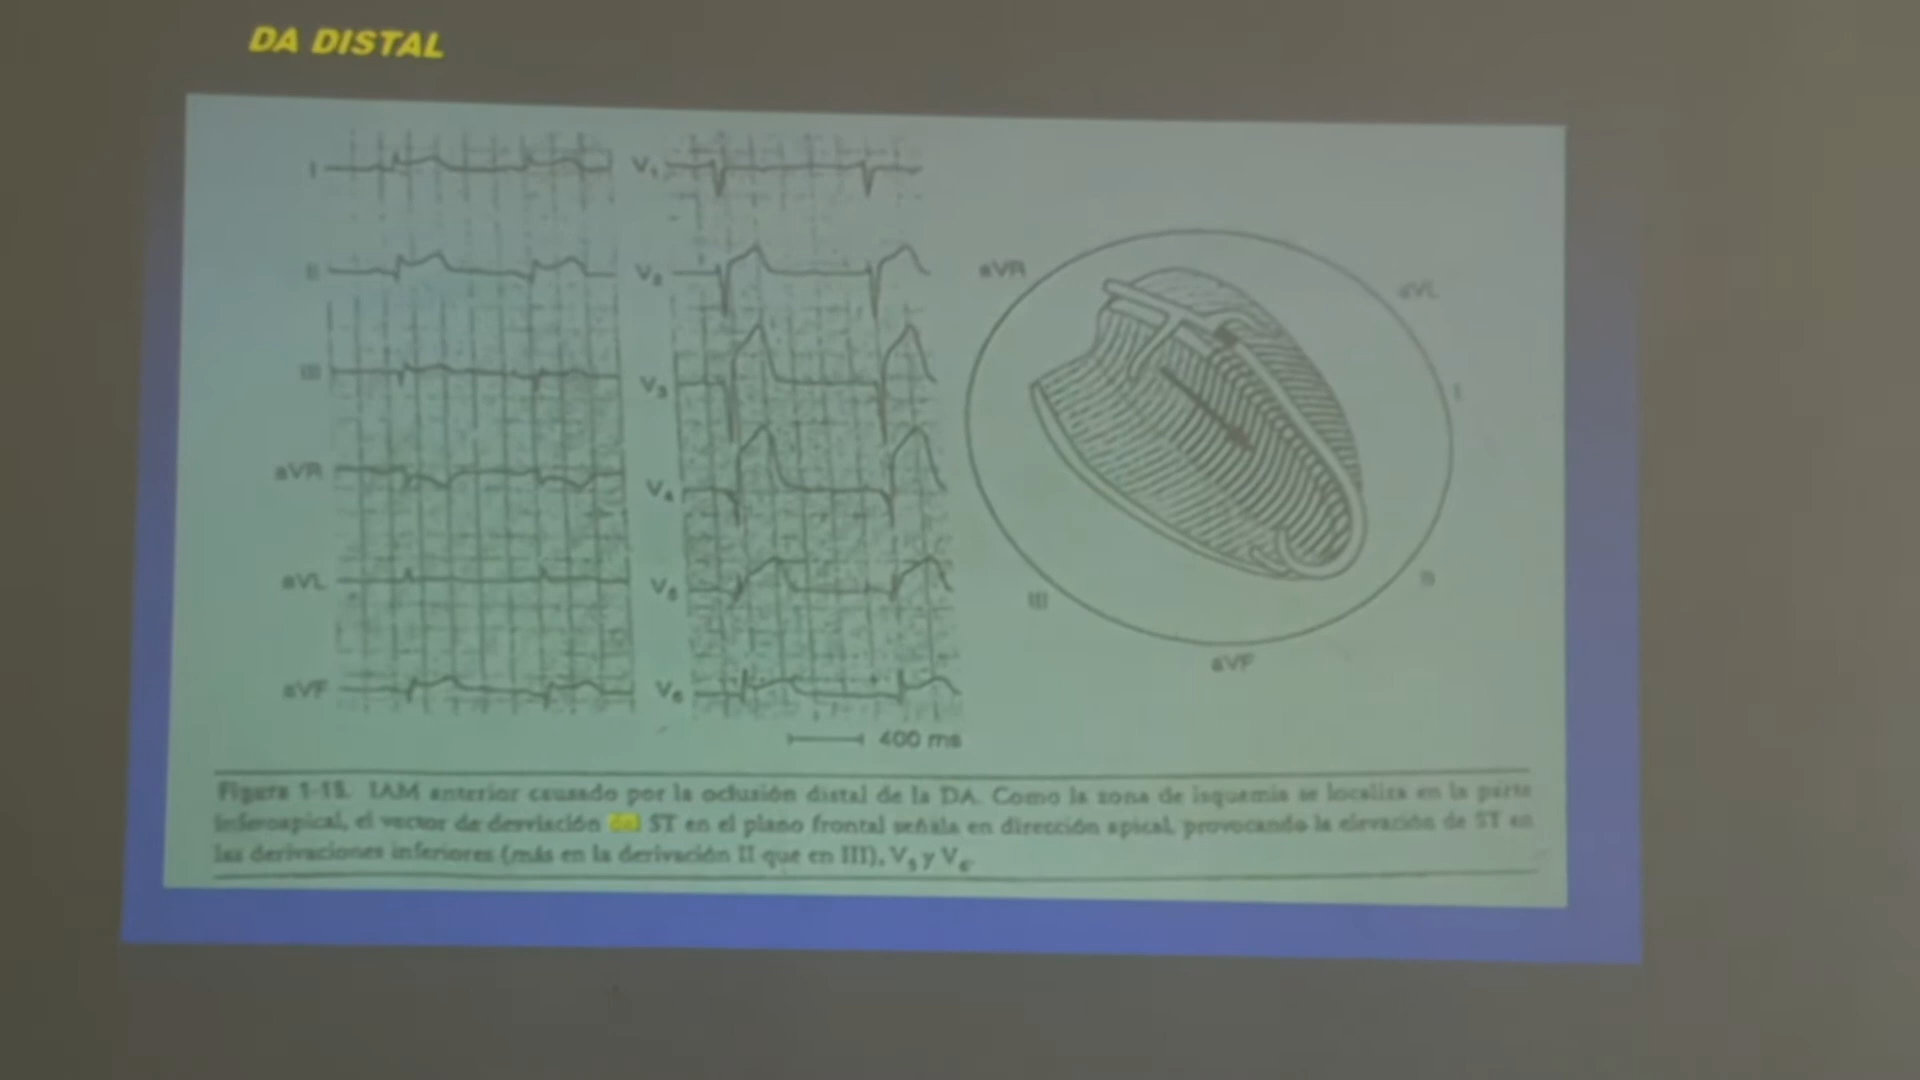 DA DISTAL
I
V₁
II
V₂
III
V₃
aVR
V₄
aVL
V₅
aVF
V₆
400 ms
aVR
aVL
I
II
III
aVF
Figura 1-15. IAM anterior causado por la oclusión distal de la DA. Como la zona de isquemia se localiza en la parte
inferoapical, el vector de desviación del ST en el plano frontal señala en dirección apical, provocando la elevación de ST en
las derivaciones inferiores (más en la derivación II que en III), V₅ y V₆.